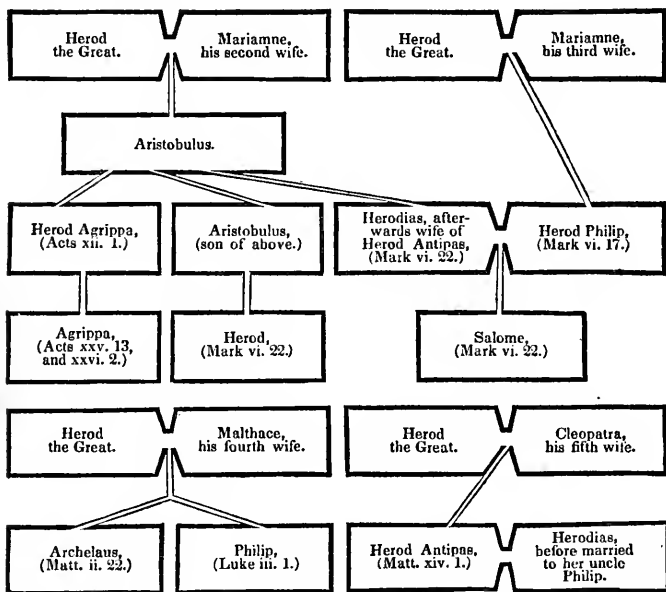 Herod
the Great.
Mariamne,
his second wife.
Herod
the Great.
Mariamne,
his third wife.
Aristobulus.
Herod Agrippa,
(Acts xii. 1.)
Aristobulus,
(son of above.)
Herodias, after-
wards wife of
Herod Antipas,
(Mark vi. 22.)
Herod Philip,
(Mark vi. 17.)
Agrippa,
(Acts xxv. 13,
and xxvi. 2.)
Herod,
(Mark vi. 22.)
Salome,
(Mark vi. 22.)
Herod
the Great.
Malthace,
his fourth wife.
Herod
the Great.
Cleopatra,
his fifth wife.
Archelaus,
(Matt. ii. 22.)
Philip,
(Luke iii. 1.)
Herod Antipas,
(Matt. xiv. 1.)
Herodias,
before married
to her uncle
Philip.